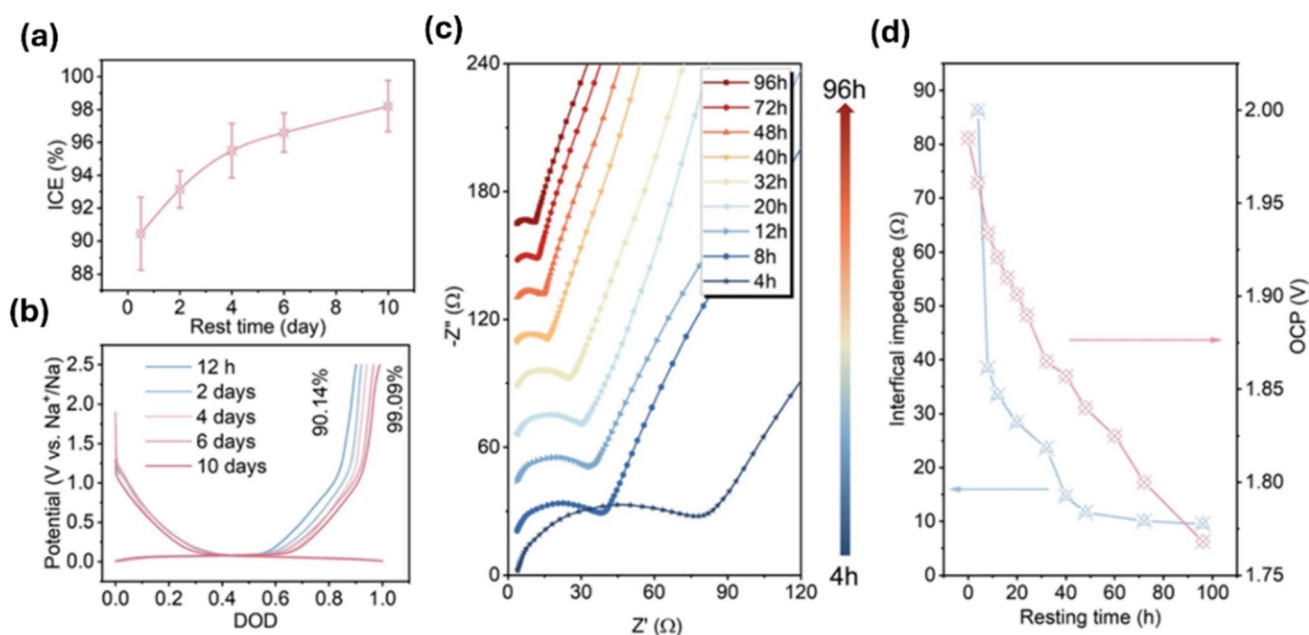 (a)
100
98
96
94
92
90
88
ICE (%)
0 2 4 6 8 10
Rest time (day)
(b)
2.5
2.0
1.5
1.0
0.5
0.0
Potential (V vs. Na⁺/Na)
12 h
2 days
4 days
6 days
10 days
90.14%
99.09%
0.0 0.2 0.4 0.6 0.8 1.0
DOD
(c)
240
180
120
60
0
-Z'' (Ω)
96h
72h
48h
40h
32h
20h
12h
8h
4h
0 30 60 90 120
Z' (Ω)
96h
4h
(d)
90
80
70
60
50
40
30
20
10
0
Interfical impedence (Ω)
2.00
1.95
1.90
1.85
1.80
1.75
OCP (V)
0 20 40 60 80 100
Resting time (h)